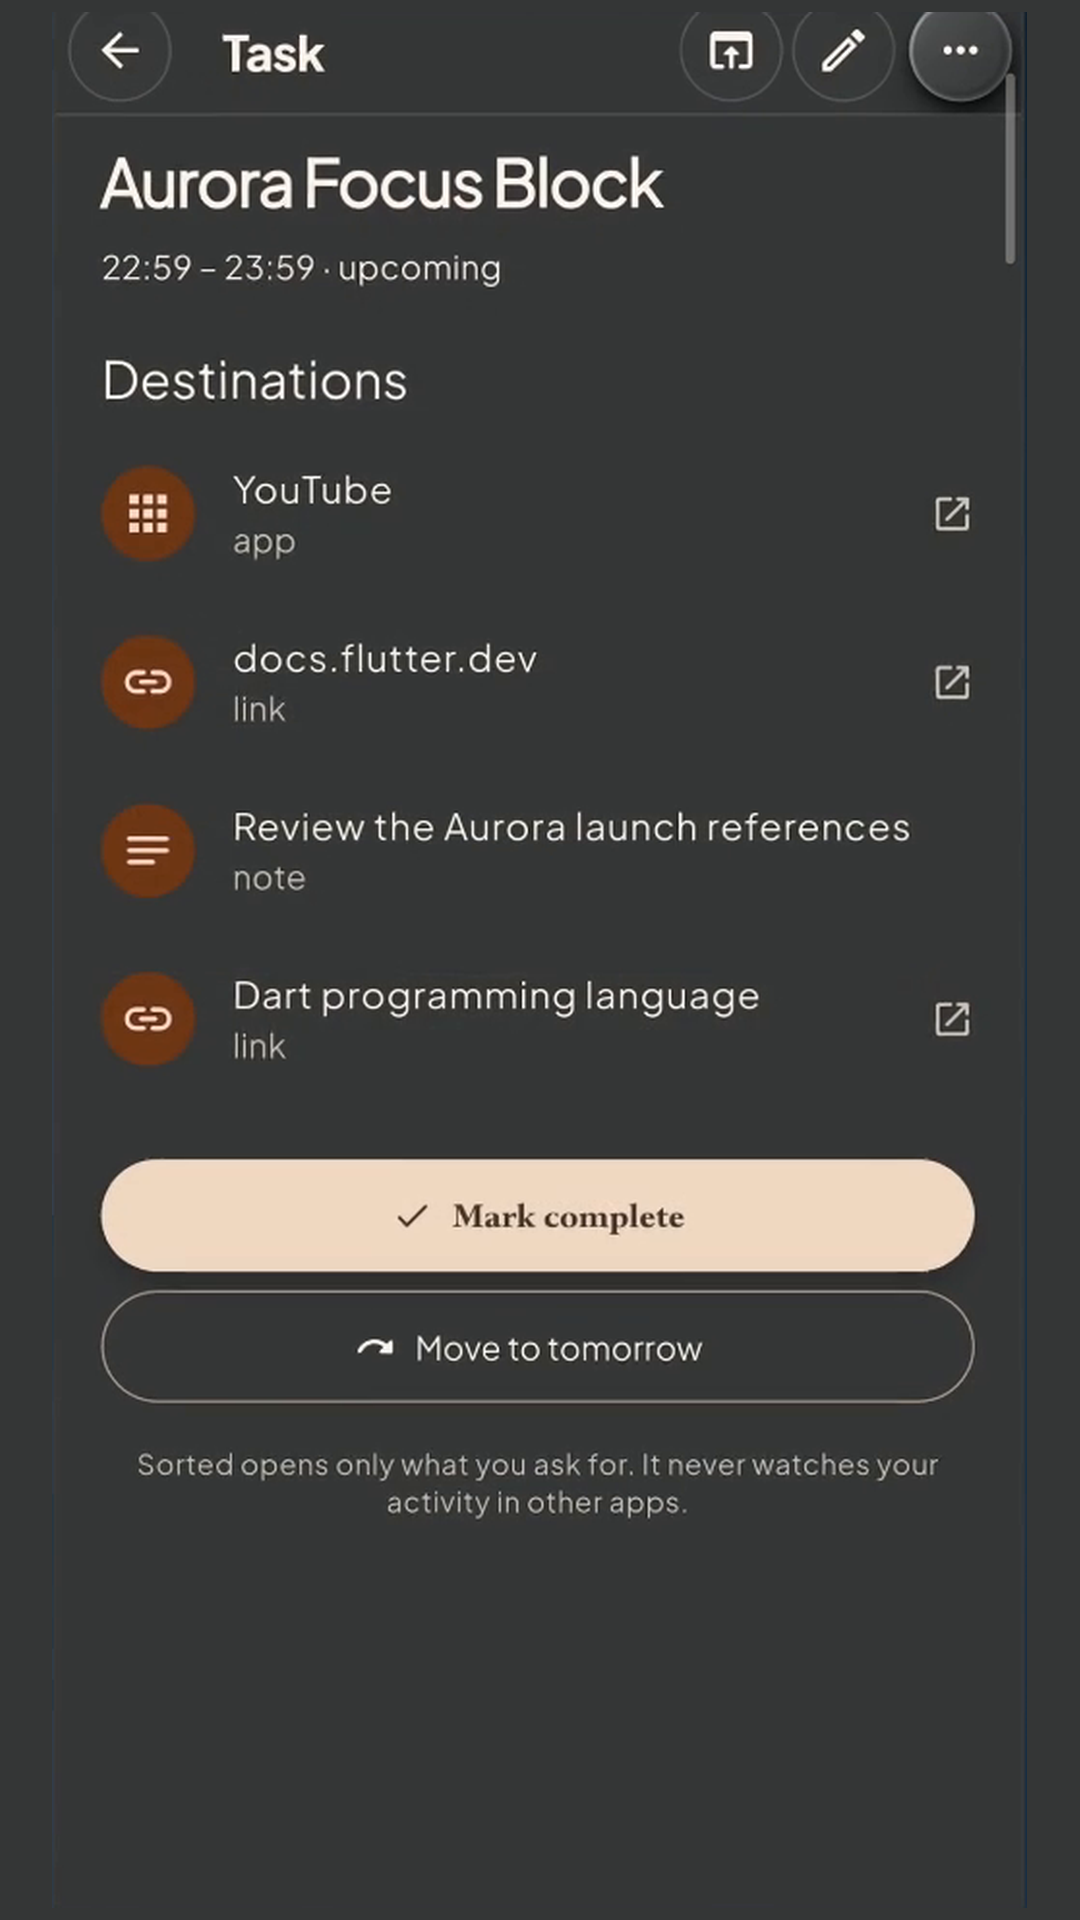 Task
Aurora Focus Block
22:59 – 23:59 · upcoming
Destinations
YouTube
app
docs.flutter.dev
link
Review the Aurora launch references
note
Dart programming language
link
Mark complete
Move to tomorrow
Sorted opens only what you ask for. It never watches your
activity in other apps.